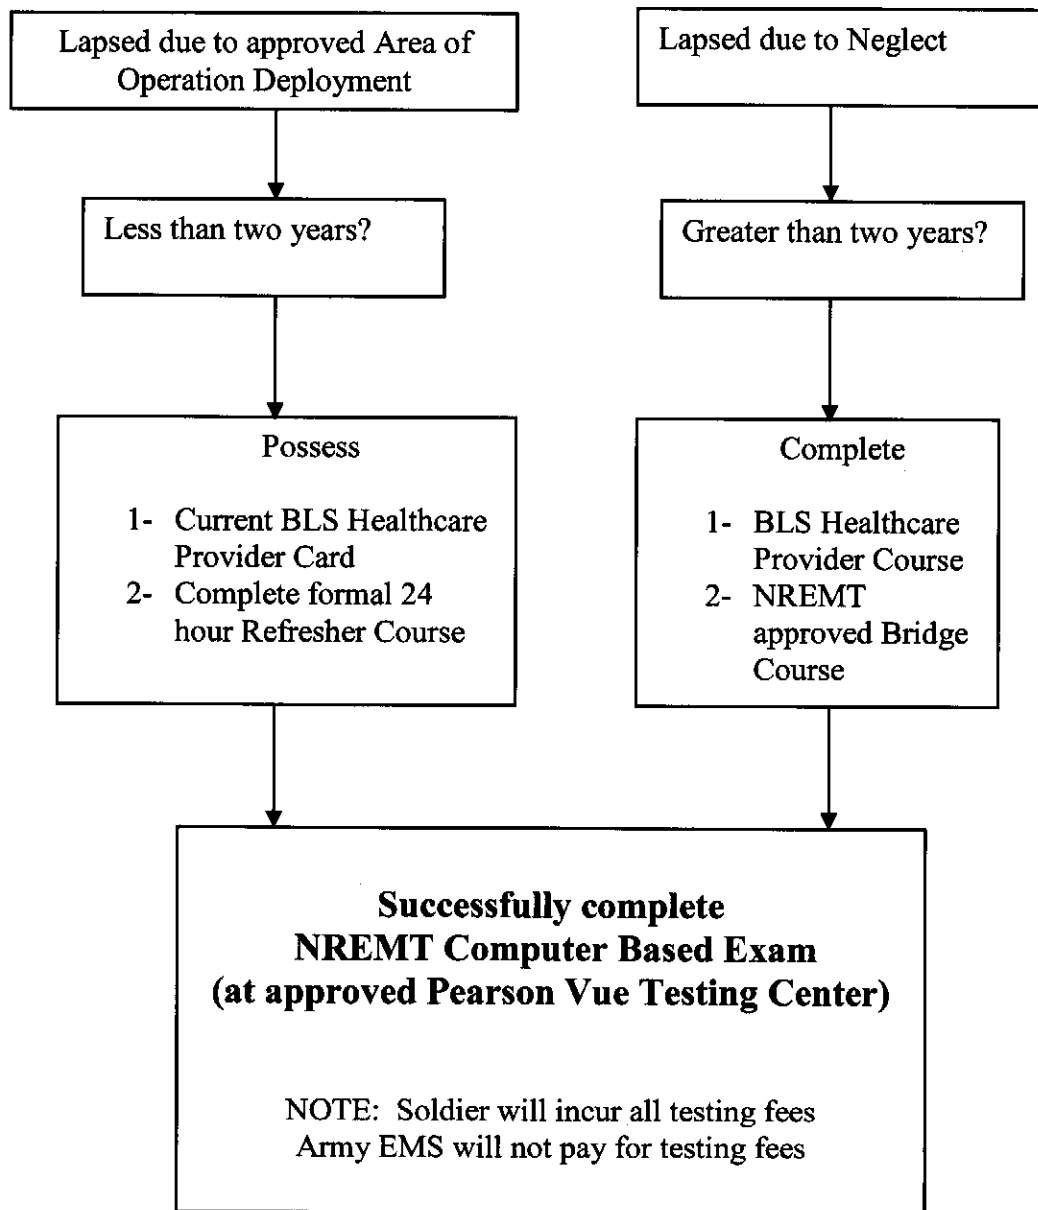 Lapsed due to approved Area of
Operation Deployment
Lapsed due to Neglect
Less than two years?
Greater than two years?
Possess
1- Current BLS Healthcare
Provider Card
2- Complete formal 24
hour Refresher Course
Complete
1- BLS Healthcare
Provider Course
2- NREMT
approved Bridge
Course
Successfully complete
NREMT Computer Based Exam
(at approved Pearson Vue Testing Center)
NOTE: Soldier will incur all testing fees
Army EMS will not pay for testing fees